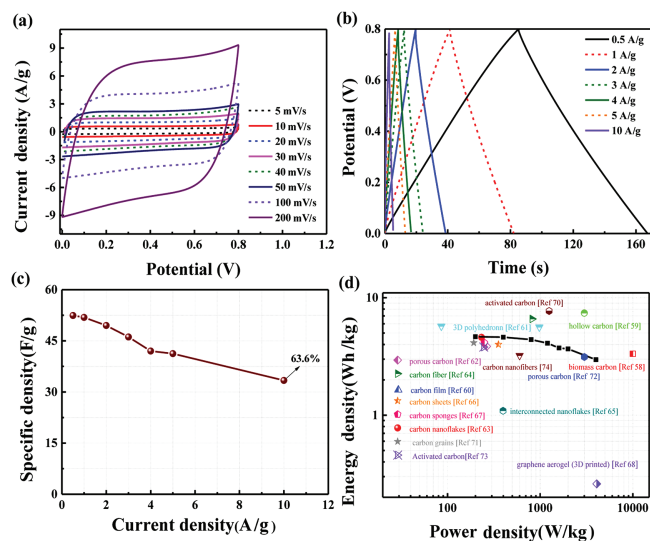 (a)
Current density (A/g)
9
6
3
0
-3
-6
-9
0.0
0.4
0.8
1.2
Potential (V)
5 mV/s
10 mV/s
20 mV/s
30 mV/s
40 mV/s
50 mV/s
100 mV/s
200 mV/s
(b)
Potential (V)
0.8
0.6
0.4
0.2
0.0
0
40
80
120
160
Time (s)
0.5 A/g
1 A/g
2 A/g
3 A/g
4 A/g
5 A/g
10 A/g
(c)
Specific density(F/g)
60
45
30
15
0
0
2
4
6
8
10
12
Current density(A/g)
63.6%
(d)
Energy density(Wh/kg)
10
1
100
1000
10000
Power density(W/kg)
activated carbon [Ref 70]
3D polyhedronn [Ref 61]
hollow carbon [Ref 59]
porous carbon [Ref 62]
carbon fiber [Ref 64]
carbon film [Ref 60]
carbon sheets [Ref 66]
carbon sponges [Ref 67]
carbon nanoflakes [Ref 63]
carbon grains [Ref 71]
Activated carbon[Ref 73
carbon nanofibers [74]
biomass carbon [Ref 58]
porous carbon [Ref 72]
interconnected nanoflakes [Ref 65]
graphene aerogel (3D printed) [Ref 68]